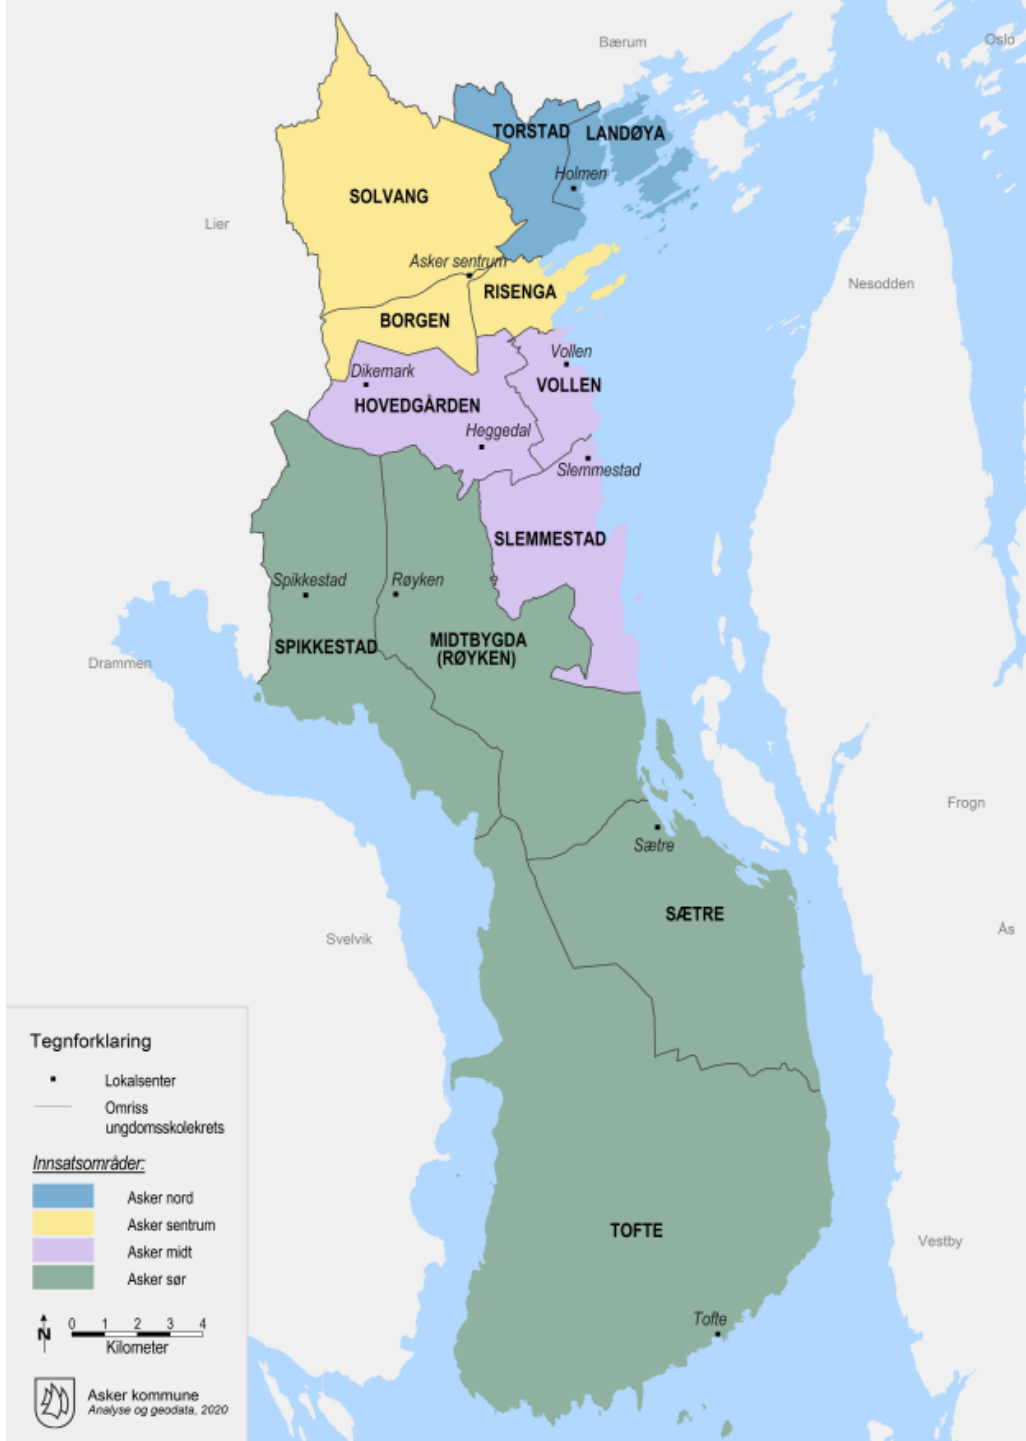 Bærum
Oslo
TORSTAD
LANDØYA
Holmen
SOLVANG
Lier
Asker sentrum
RISENGA
Nesodden
BORGEN
Vollen
Dikemark
VOLLEN
HOVEDGÅRDEN
Heggedal
Slemmestad
SLEMMESTAD
Spikkestad
Røyken
SPIKKESTAD
MIDTBYGDA
(RØYKEN)
Drammen
Frogn
Sætre
SÆTRE
Svelvik
Ås
Tegnforklaring
Lokalsenter
Omriss
ungdomsskolekrets
Innsatsområder:
Asker nord
Asker sentrum
Asker midt
Asker sør
TOFTE
Vestby
Tofte
N
0 1 2 3 4
Kilometer
Asker kommune
Analyse og geodata, 2020